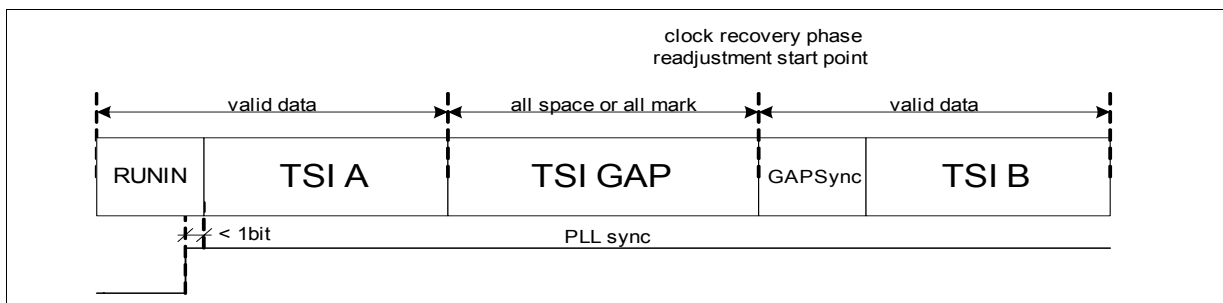 clock recovery phase
readjustment start point
valid data
all space or all mark
valid data
RUNIN
TSI A
TSI GAP
GAPSync
TSI B
< 1bit
PLL sync